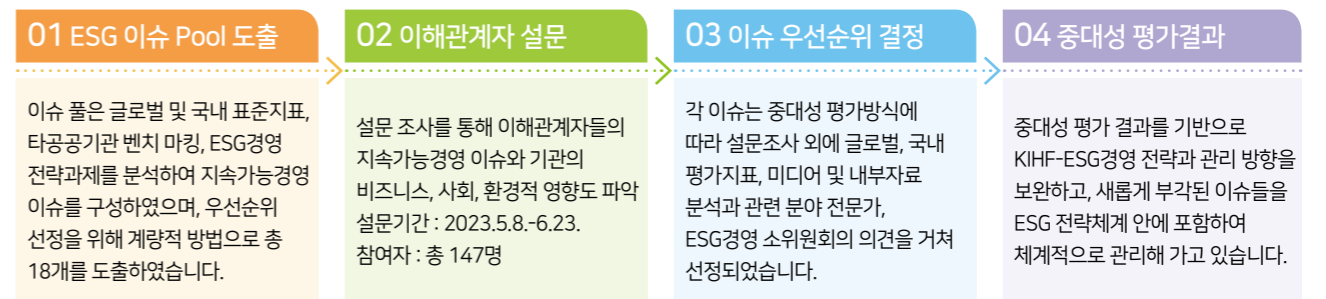 01 ESG 이슈 Pool 도출
이슈 풀은 글로벌 및 국내 표준지표,
타공공기관 벤치 마킹, ESG경영
전략과제를 분석하여 지속가능경영
이슈를 구성하였으며, 우선순위
선정을 위해 계량적 방법으로 총
18개를 도출하였습니다.
02 이해관계자 설문
설문 조사를 통해 이해관계자들의
지속가능경영 이슈와 기관의
비즈니스, 사회, 환경적 영향도 파악
설문기간 : 2023.5.8.-6.23.
참여자 : 총 147명
03 이슈 우선순위 결정
각 이슈는 중대성 평가방식에
따라 설문조사 외에 글로벌, 국내
평가지표, 미디어 및 내부자료
분석과 관련 분야 전문가,
ESG경영 소위원회의 의견을 거쳐
선정되었습니다.
04 중대성 평가결과
중대성 평가 결과를 기반으로
KIHF-ESG경영 전략과 관리 방향을
보완하고, 새롭게 부각된 이슈들을
ESG 전략체계 안에 포함하여
체계적으로 관리해 가고 있습니다.